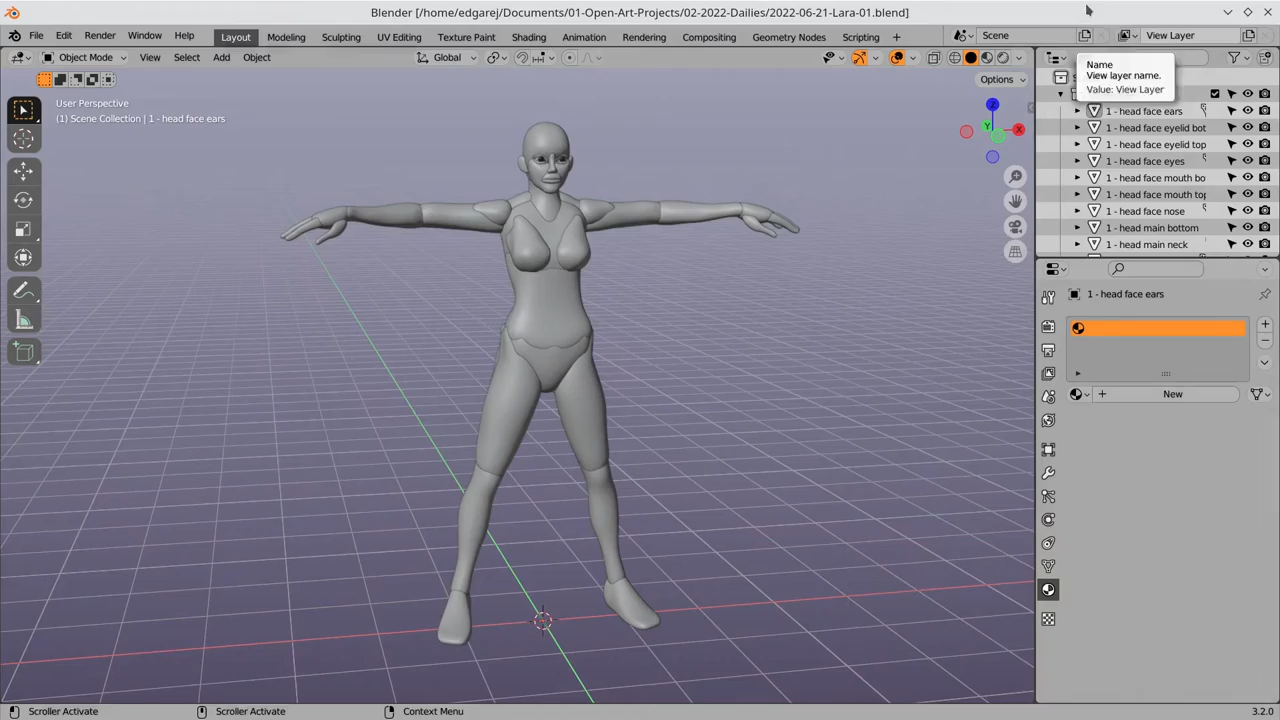 Blender [/home/edgarej/Documents/01-Open-Art-Projects/02-2022-Dailies/2022-06-21-Lara-01.blend]
File Edit Render Window Help Layout Modeling Sculpting UV Editing Texture Paint Shading Animation Rendering Compositing Geometry Nodes Scripting + Scene View Layer
Object Mode View Select Add Object Global
Options
Name
View layer name.
Value: View Layer
User Perspective
(1) Scene Collection | 1 - head face ears
Z
Y
X
1 - head face ears
1 - head face eyelid bot
1 - head face eyelid top
1 - head face eyes
1 - head face mouth bo
1 - head face mouth top
1 - head face nose
1 - head main bottom
1 - head main neck
1 - head face ears
New
Scroller Activate Scroller Activate Context Menu 3.2.0